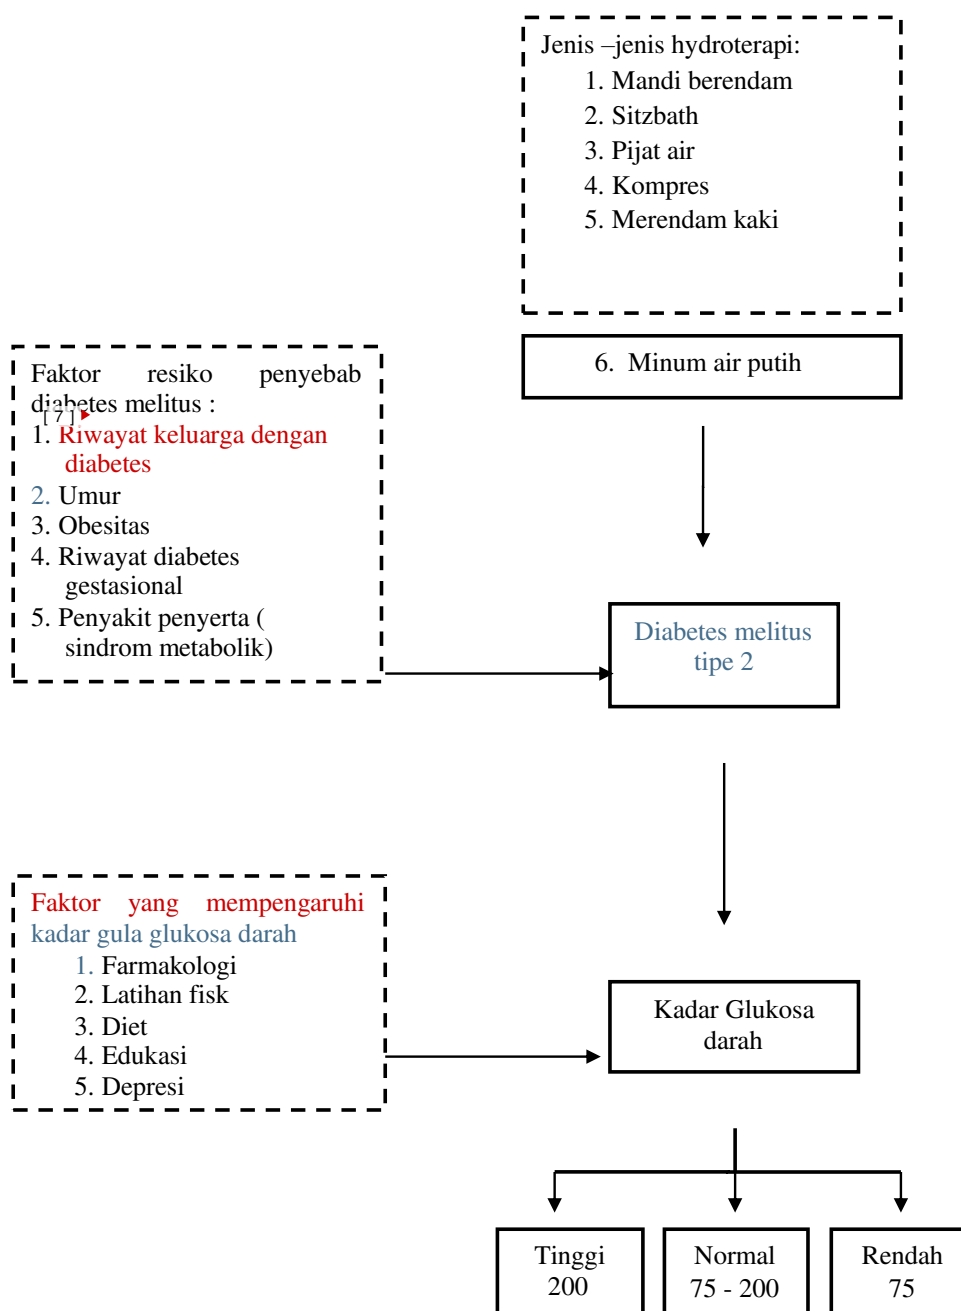 Jenis –jenis hydroterapi:
1. Mandi berendam
2. Sitzbath
3. Pijat air
4. Kompres
5. Merendam kaki
6. Minum air putih
Faktor resiko penyebab
diabetes melitus :
[ 7 ]
1. Riwayat keluarga dengan
diabetes
2. Umur
3. Obesitas
4. Riwayat diabetes
gestasional
5. Penyakit penyerta (
sindrom metabolik)
Diabetes melitus
tipe 2
Faktor yang mempengaruhi
kadar gula glukosa darah
1. Farmakologi
2. Latihan fisk
3. Diet
4. Edukasi
5. Depresi
Kadar Glukosa
darah
Tinggi
200
Normal
75 - 200
Rendah
75